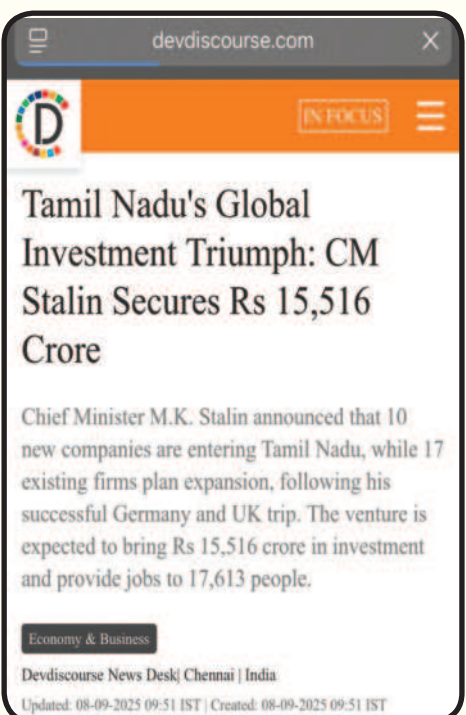 devdiscourse.com
D
IN FOCUS
Tamil Nadu's Global
Investment Triumph: CM
Stalin Secures Rs 15,516
Crore
Chief Minister M.K. Stalin announced that 10
new companies are entering Tamil Nadu, while 17
existing firms plan expansion, following his
successful Germany and UK trip. The venture is
expected to bring Rs 15,516 crore in investment
and provide jobs to 17,613 people.
Economy & Business
Devdiscourse News Desk| Chennai | India
Updated: 08-09-2025 09:51 IST | Created: 08-09-2025 09:51 IST